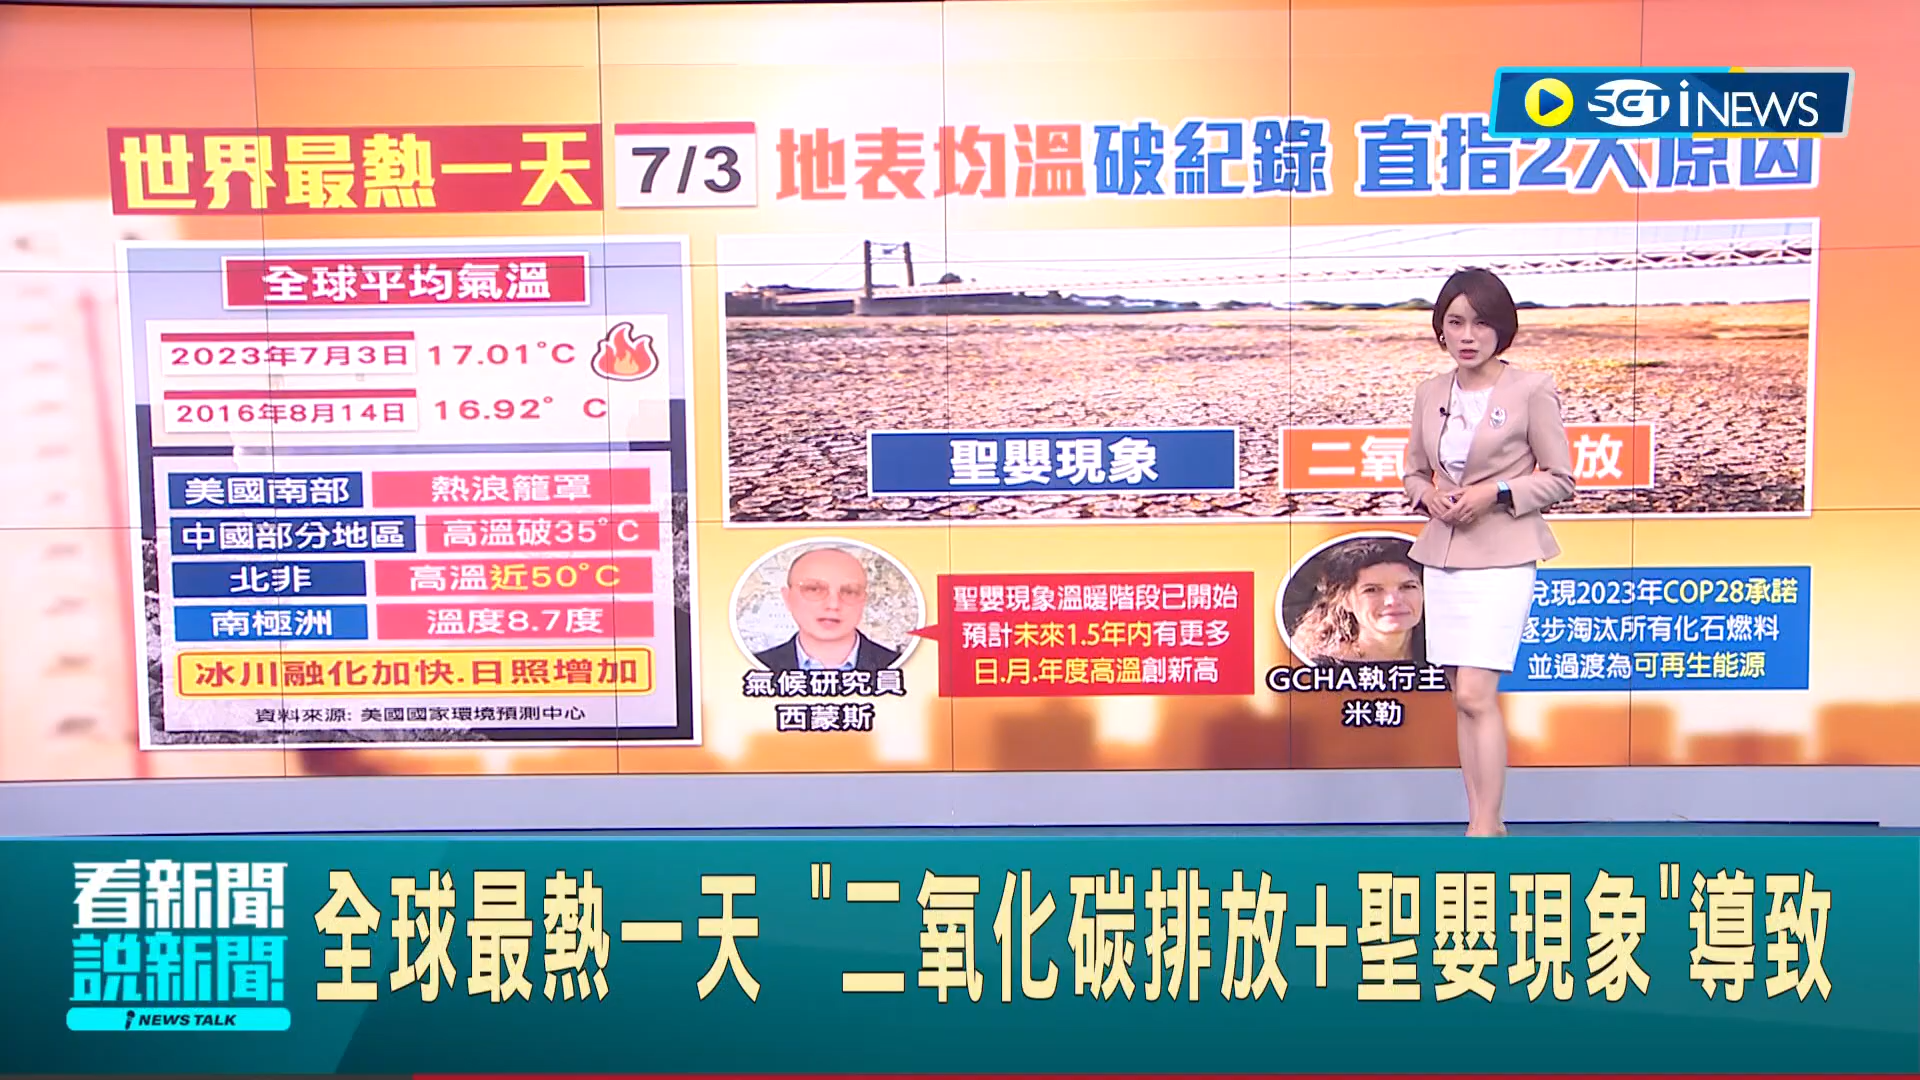 SETiNEWS
世界最熱一天 7/3 地表均溫破紀錄 直指2大原因
全球平均氣溫
2023年7月3日 17.01°C
2016年8月14日 16.92°C
美國南部 熱浪籠罩
中國部分地區 高溫破35°C
北非 高溫近50°C
南極洲 溫度8.7度
冰川融化加快.日照增加
資料來源: 美國國家環境預測中心
聖嬰現象
二氧 放
氣候研究員
西蒙斯
聖嬰現象溫暖階段已開始
預計未來1.5年內有更多
日.月.年度高溫創新高
GCHA執行主
米勒
兌現2023年COP28承諾
逐步淘汰所有化石燃料
並過渡為可再生能源
看新聞
說新聞
iNEWS TALK
全球最熱一天 "二氧化碳排放+聖嬰現象"導致